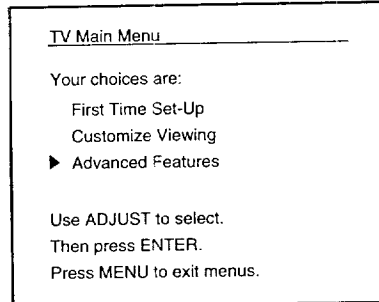 TV Main Menu
Your choices are:
First Time Set-Up
Customize Viewing
▶ Advanced Features
Use ADJUST to select.
Then press ENTER.
Press MENU to exit menus.